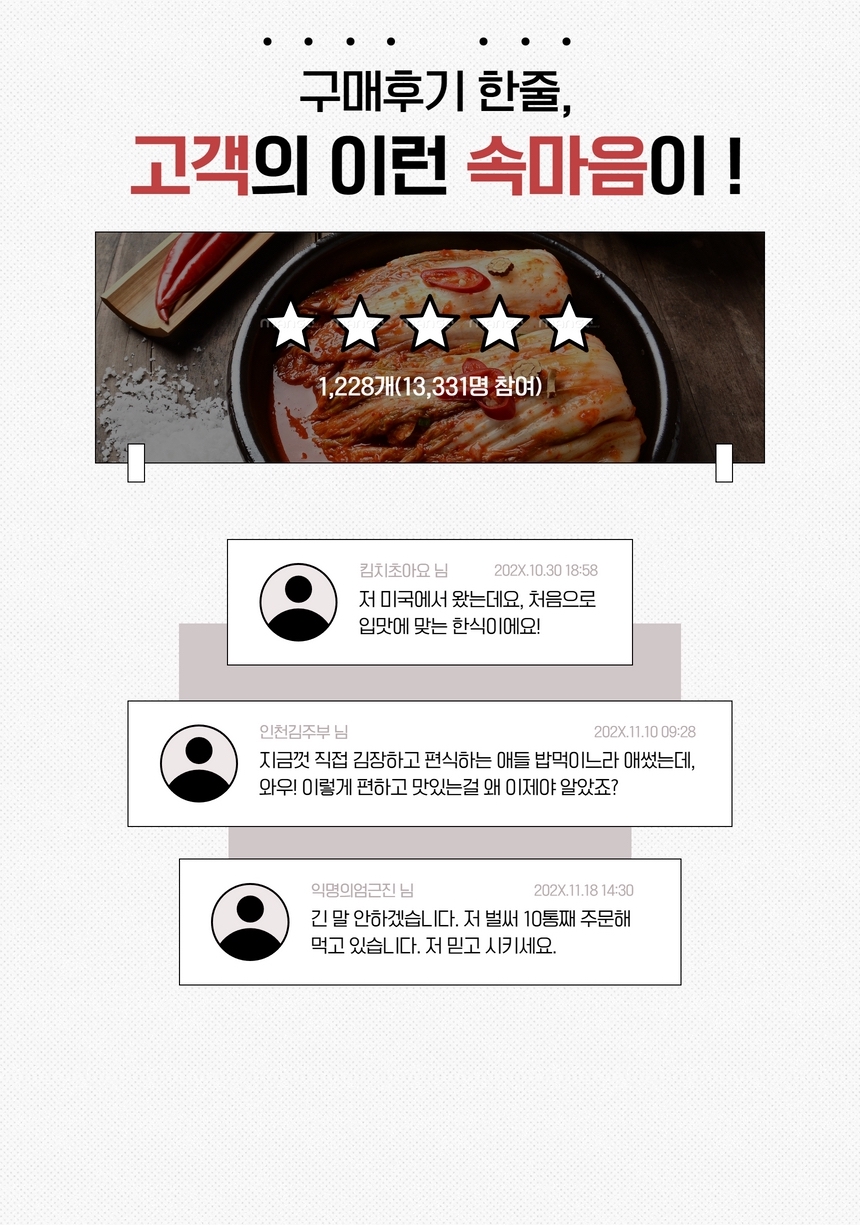 구매후기 한줄,
고객의 이런 속마음이 !
1,228개(13,331명 참여)
킴치초아요 님 202X.10.30 18:58
저 미국에서 왔는데요, 처음으로
입맛에 맞는 한식이에요!
인천김주부 님 202X.11.10 09:28
지금껏 직접 김장하고 편식하는 애들 밥먹이느라 애썼는데,
와우! 이렇게 편하고 맛있는걸 왜 이제야 알았죠?
익명의엄근진 님 202X.11.18 14:30
긴 말 안하겠습니다. 저 벌써 10통째 주문해
먹고 있습니다. 저 믿고 시키세요.